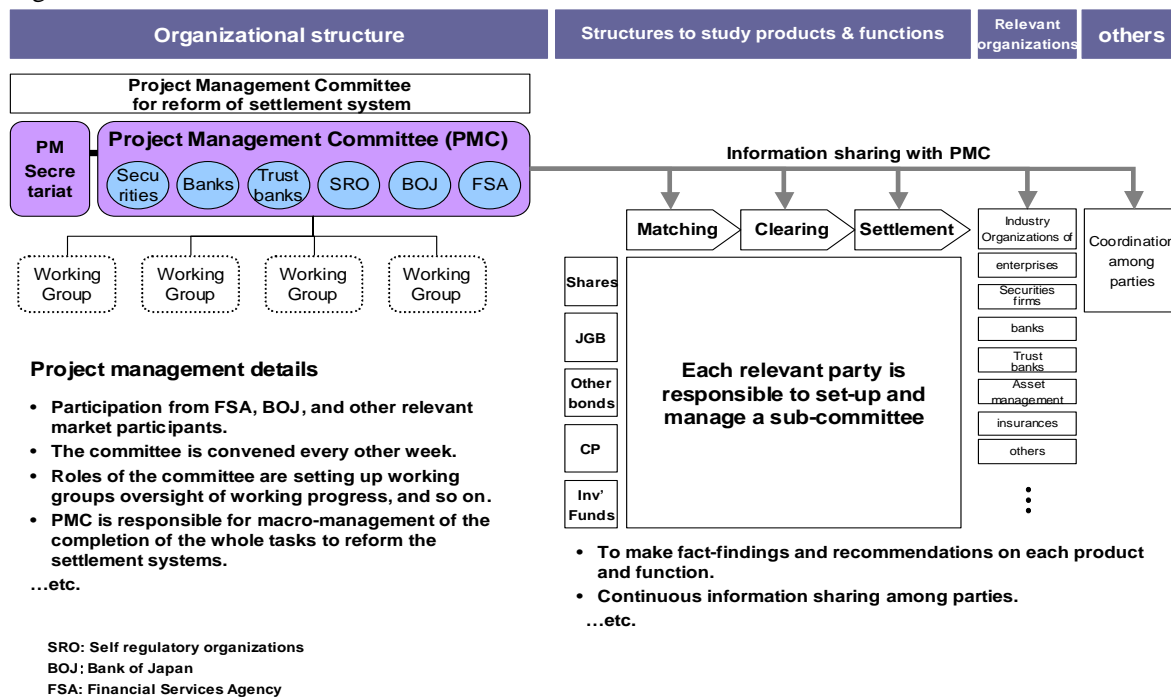 Organizational structure
Structures to study products & functions
Relevant
organizations
others
Project Management Committee
for reform of settlement system
PM
Secre
tariat
Project Management Committee (PMC)
Secu
rities
Banks
Trust
banks
SRO
BOJ
FSA
Working
Group
Working
Group
Working
Group
Working
Group
Information sharing with PMC
Matching
Clearing
Settlement
Shares
JGB
Other
bonds
CP
Inv'
Funds
Each relevant party is
responsible to set-up and
manage a sub-committee
Industry
Organizations of
enterprises
Securities
firms
banks
Trust
banks
Asset
management
insurances
others
Coordination
among
parties
Project management details
• Participation from FSA, BOJ, and other relevant
market participants.
• The committee is convened every other week.
• Roles of the committee are setting up working
groups oversight of working progress, and so on.
• PMC is responsible for macro-management of the
completion of the whole tasks to reform the
settlement systems.
…etc.
• To make fact-findings and recommendations on each product
and function.
• Continuous information sharing among parties.
…etc.
SRO: Self regulatory organizations
BOJ: Bank of Japan
FSA: Financial Services Agency